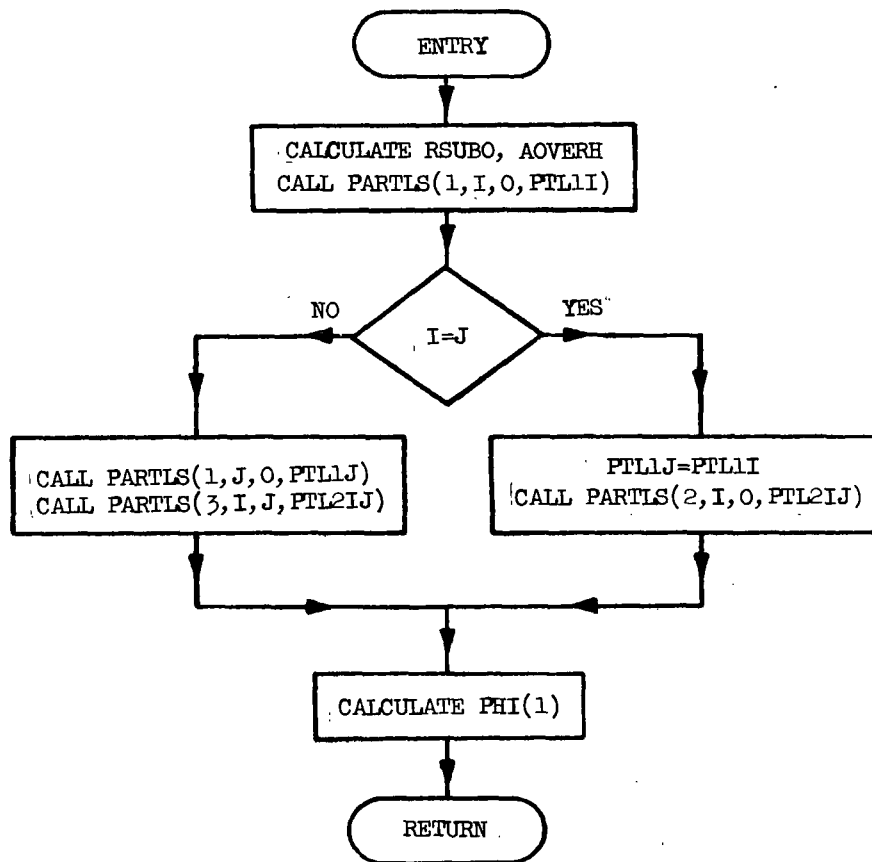 ENTRY
CALCULATE RSUBO, AOVERH
CALL PARTLS(1,I,0,PTL1I)
NO
YES
I=J
CALL PARTLS(1,J,0,PTL1J)
CALL PARTLS(3,I,J,PTL2IJ)
PTL1J=PTL1I
CALL PARTLS(2,I,0,PTL2IJ)
CALCULATE PHI(1)
RETURN